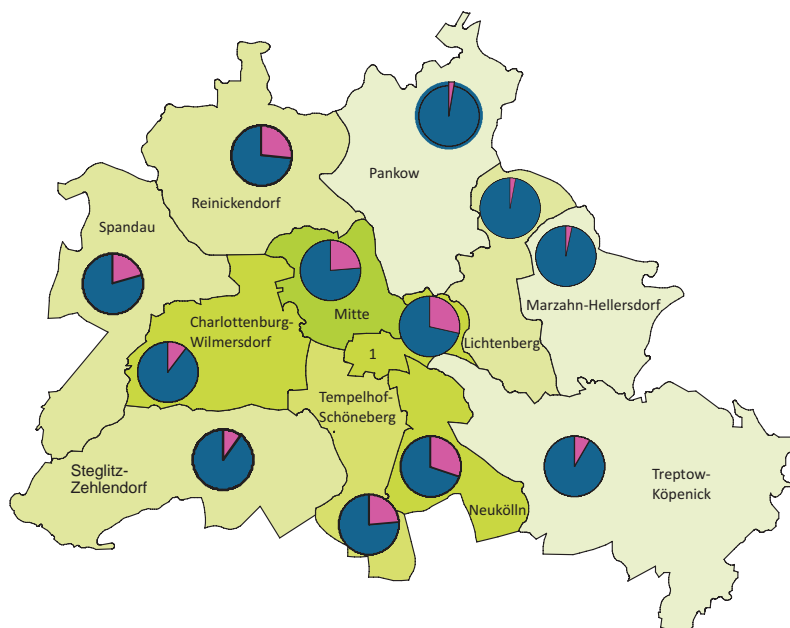 Pankow
Reinickendorf
Spandau
Marzahn-Hellersdorf
Mitte
Charlottenburg-
Wilmersdorf
Lichtenberg
1
Tempelhof-
Schöneberg
Steglitz-
Zehlendorf
Treptow-
Köpenick
Neukölln